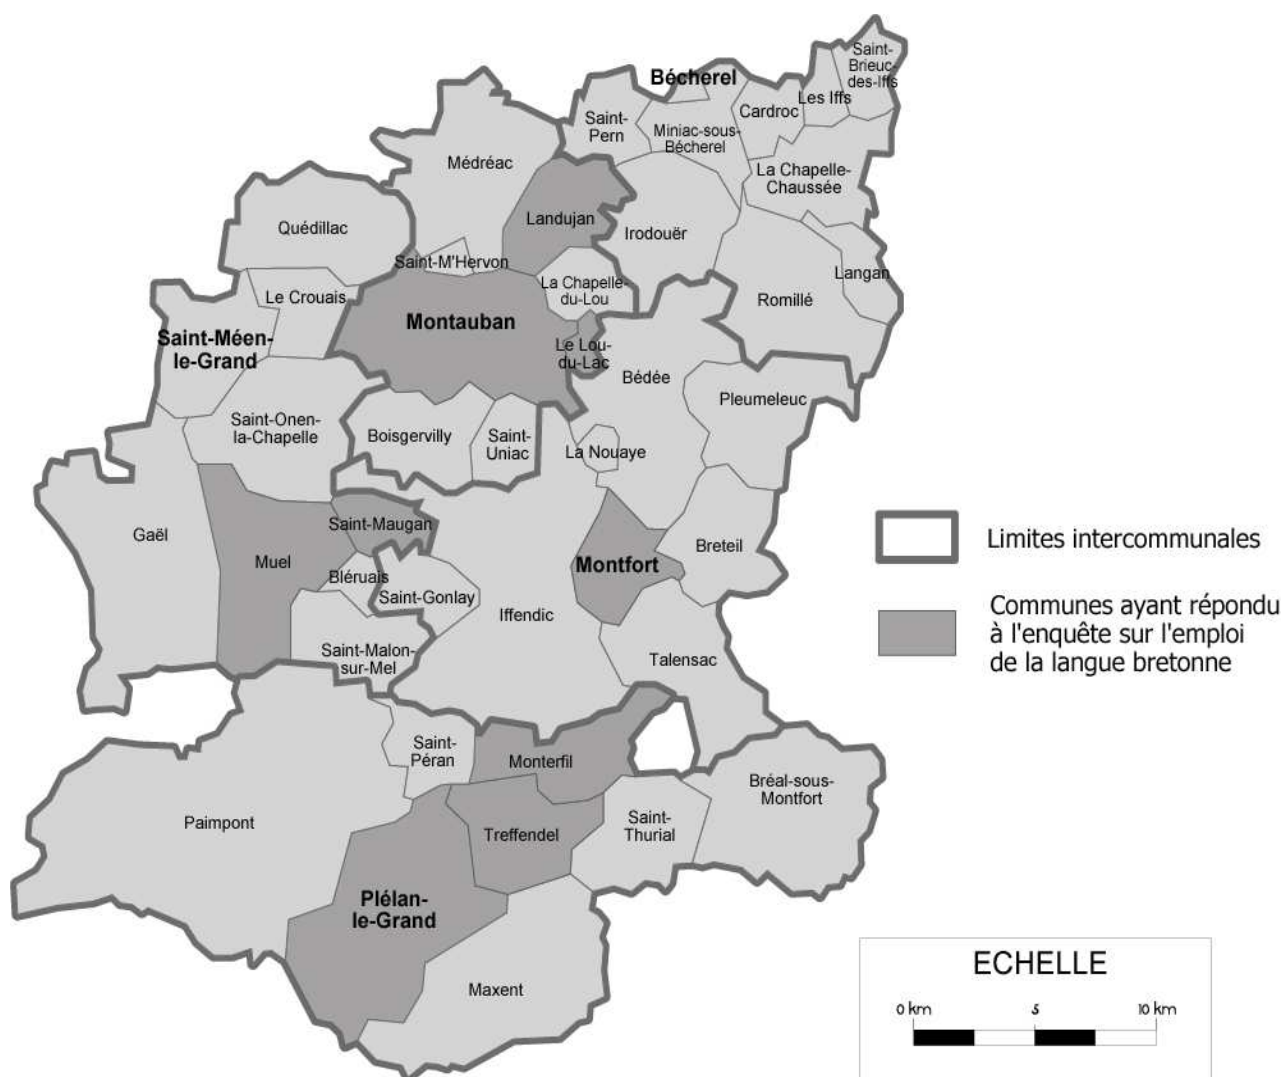 Saint-
Brieuc-
des-Iffs
Bécherel
Les Iffs
Cardroc
Saint-
Pern
Miniac-sous-
Bécherel
Médréac
La Chapelle-
Chaussée
Landujan
Quédillac
Irodouër
Saint-M'Hervon
Langan
La Chapelle-
du-Lou
Le Crouais
Romillé
Montauban
Saint-Méen-
le-Grand
Le Lou-
du-Lac
Bédée
Pleumeleuc
Saint-Onen-
la-Chapelle
Boisgervilly
Saint-
Uniac
La Nouaye
Saint-Maugan
Gaël
Breteil
Muel
Montfort
Bléruais
Saint-Gonlay
Iffendic
Saint-Malon-
sur-Mel
Talensac
Saint-
Péran
Monterfil
Bréal-sous-
Montfort
Paimpont
Treffendel
Saint-
Thurial
Plélan-
le-Grand
Maxent
Limites intercommunales
Communes ayant répondu
à l'enquête sur l'emploi
de la langue bretonne
ECHELLE
0 km 5 10 km